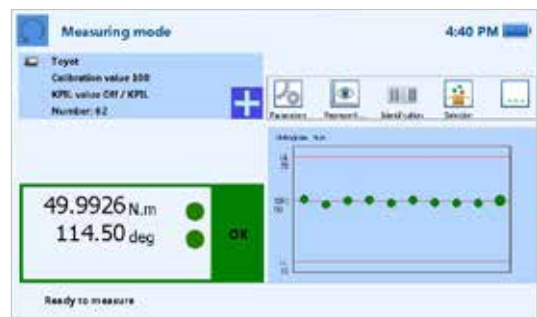 Measuring mode
4:40 PM
Toyot
Calibration value 100
KPIL value Off / KPIL
Number: 62
Parameters
Identification
Selection
...
49.9926 N.m
114.50 deg
OK
Ready to measure